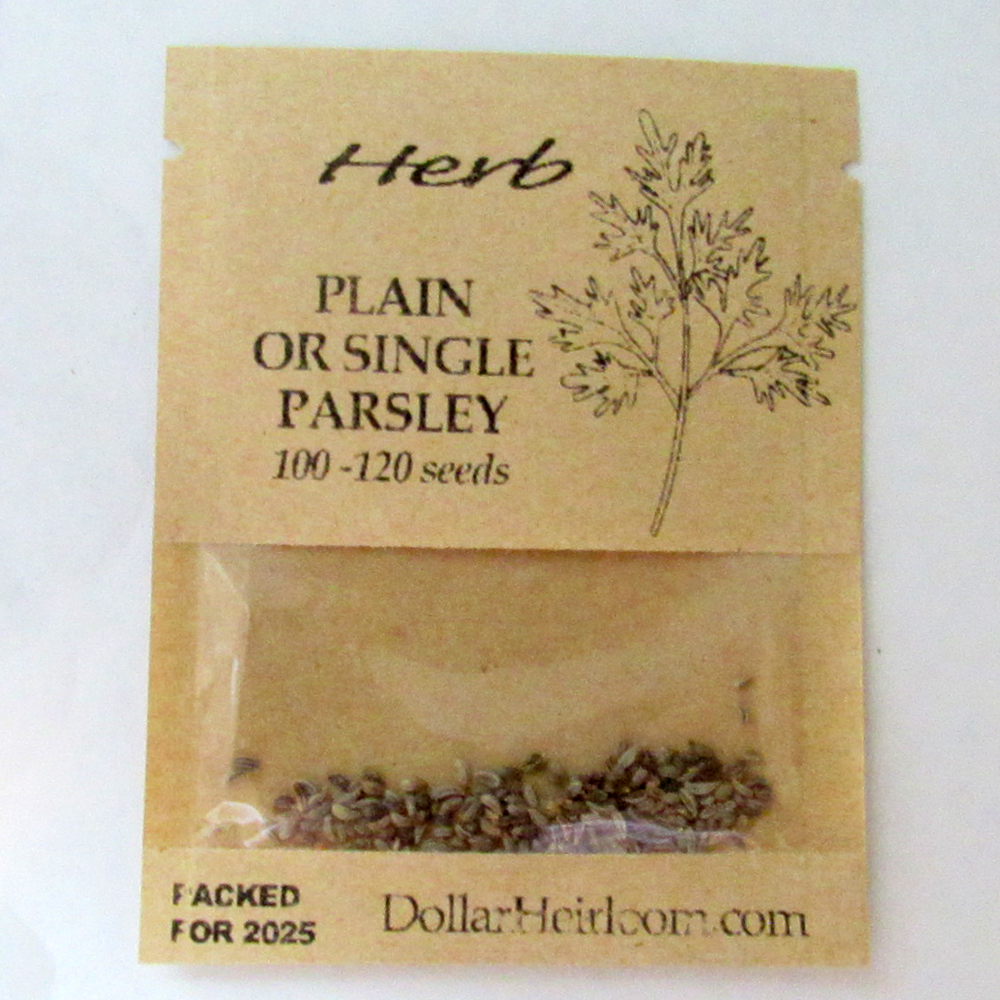 Herb
PLAIN
OR SINGLE
PARSLEY
100 -120 seeds
PACKED
FOR 2025
DollarHeirloom.com